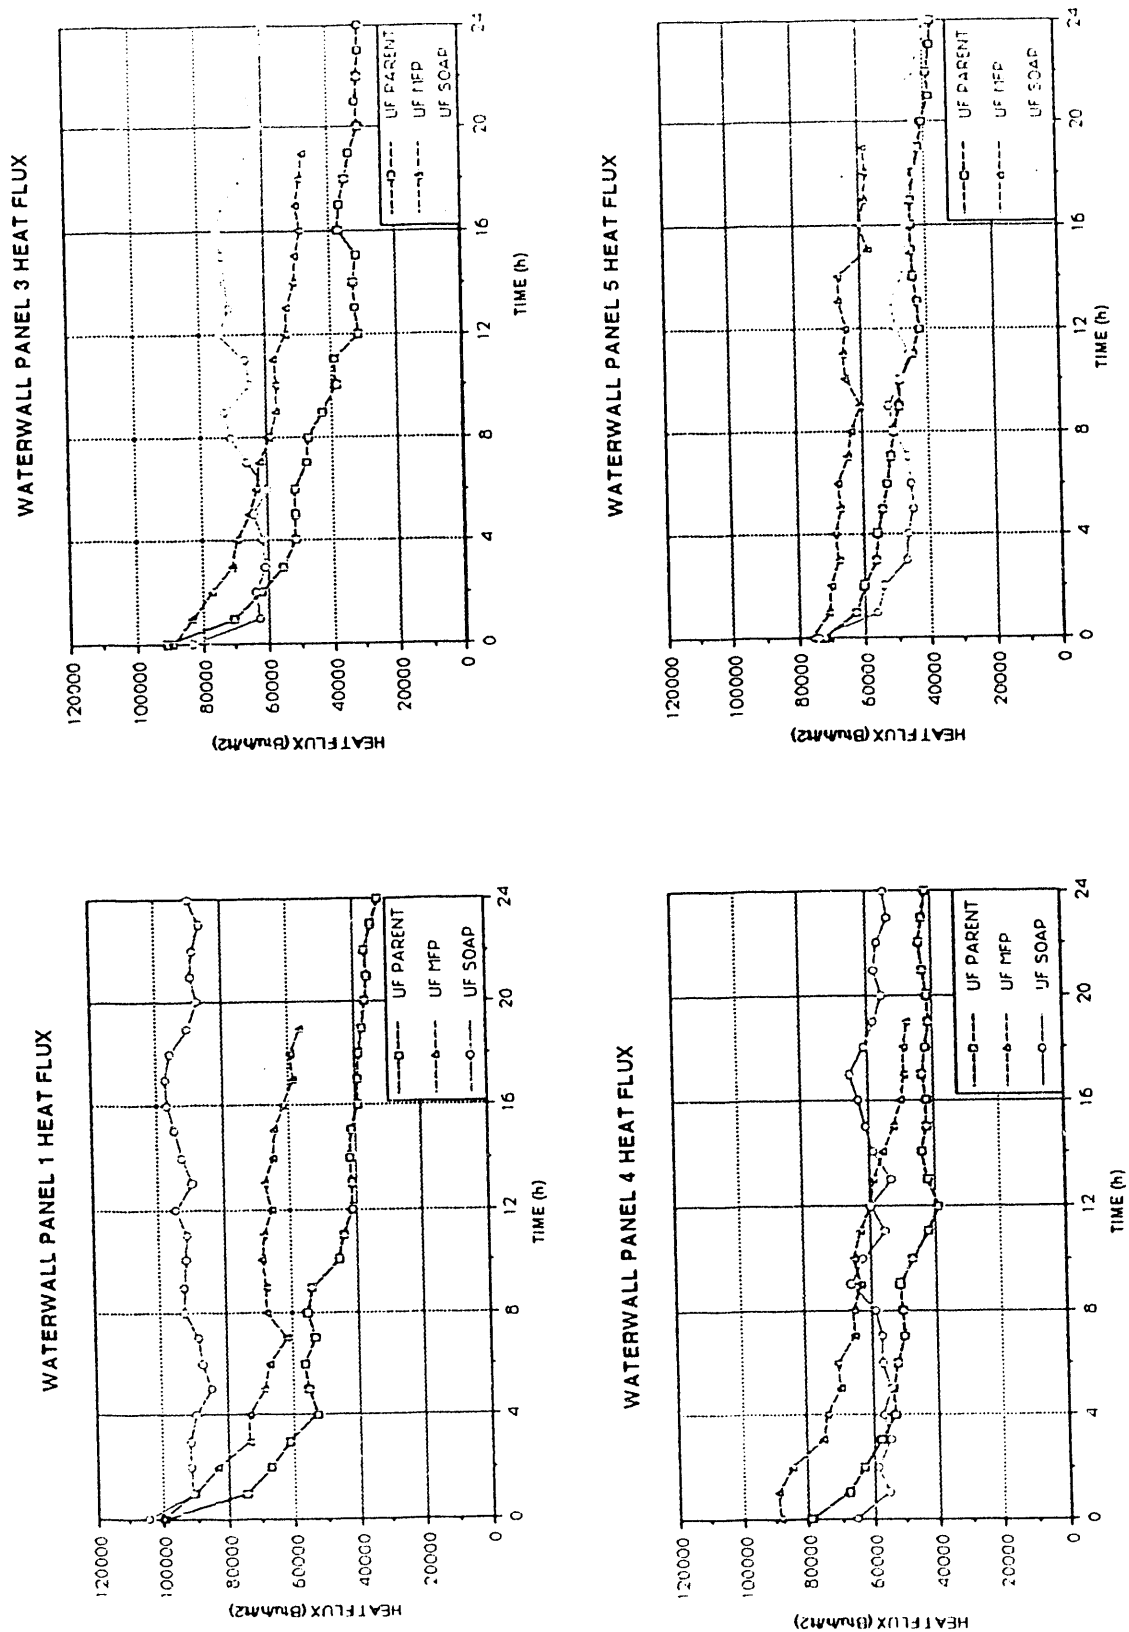 WATERWALL PANEL 1 HEAT FLUX
120000
100000
80000
60000
40000
20000
0
HEAT FLUX (Btu/h/ft2)
0
4
8
12
16
20
24
TIME (h)
UF PARENT
UF MFP
UF SOAP
WATERWALL PANEL 3 HEAT FLUX
120000
100000
80000
60000
40000
20000
0
HEAT FLUX (Btu/h/ft2)
0
4
8
12
16
20
24
TIME (h)
UF PARENT
UF MFP
UF SOAP
WATERWALL PANEL 4 HEAT FLUX
120000
100000
80000
60000
40000
20000
0
HEAT FLUX (Btu/h/ft2)
0
4
8
12
16
20
24
TIME (h)
UF PARENT
UF MFP
UF SOAP
WATERWALL PANEL 5 HEAT FLUX
120000
100000
80000
60000
40000
20000
0
HEAT FLUX (Btu/h/ft2)
0
4
8
12
16
20
24
TIME (h)
UF PARENT
UF MFP
UF SOAP